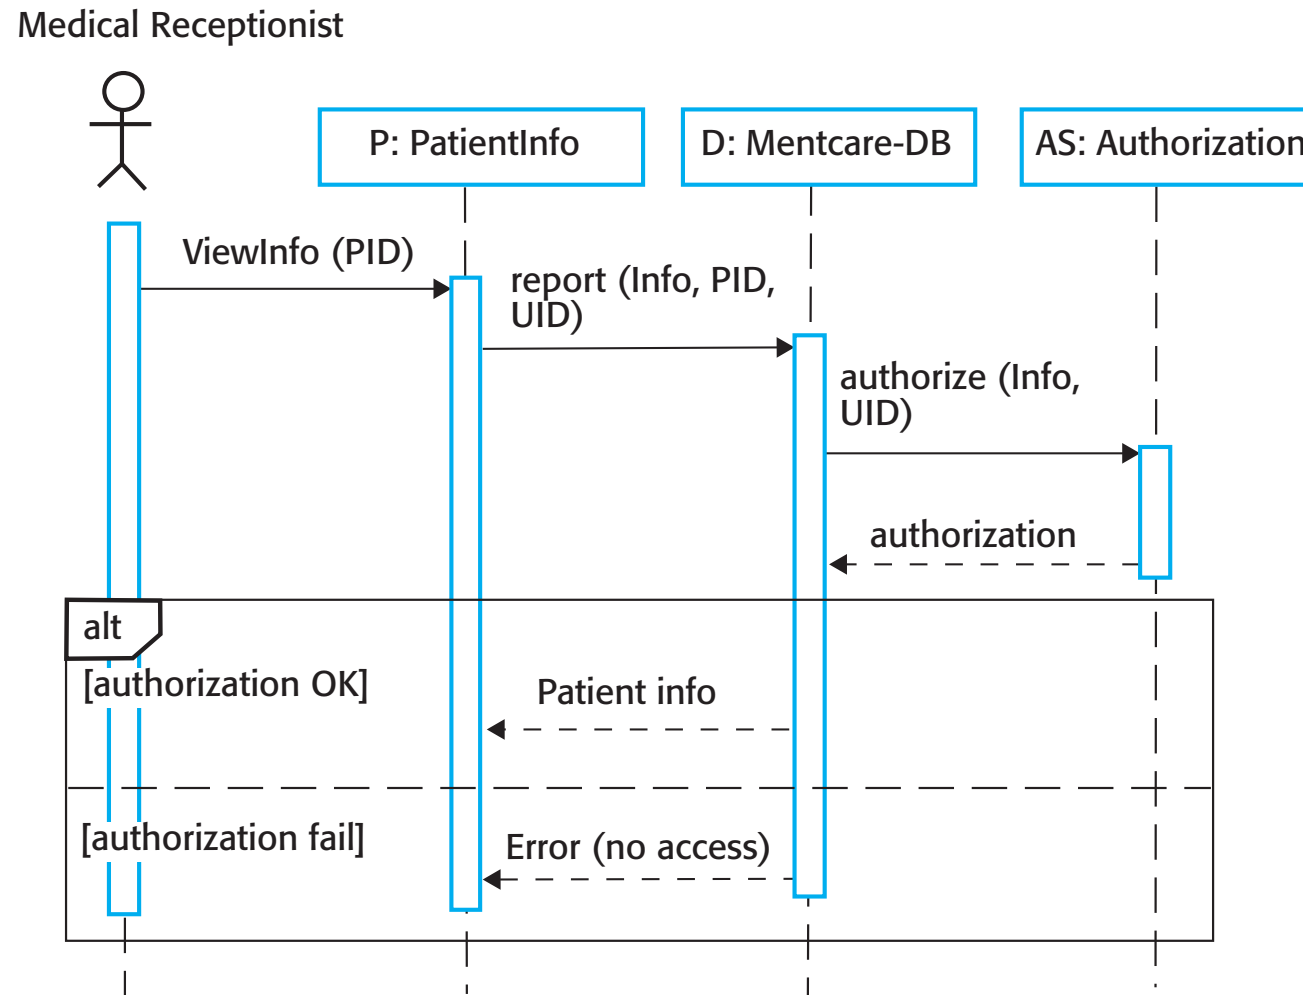 Medical Receptionist
P: PatientInfo
D: Mentcare-DB
AS: Authorization
ViewInfo (PID)
report (Info, PID,
UID)
authorize (Info,
UID)
authorization
alt
[authorization OK]
Patient info
[authorization fail]
Error (no access)